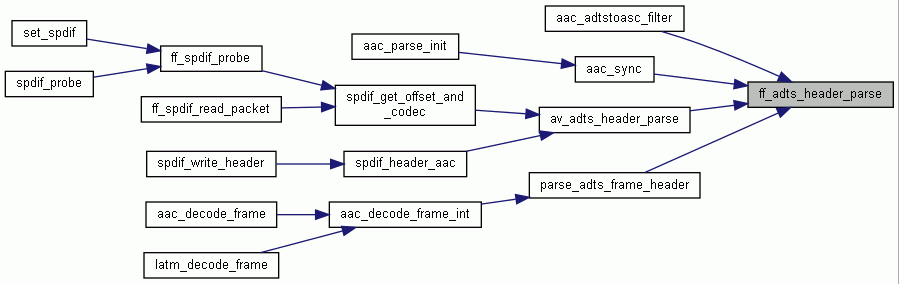 aac_adtstoasc_filter
set_spdif
aac_parse_init
ff_spdif_probe
aac_sync
spdif_probe
ff_adts_header_parse
spdif_get_offset_and
_codec
ff_spdif_read_packet
av_adts_header_parse
spdif_write_header
spdif_header_aac
parse_adts_frame_header
aac_decode_frame
aac_decode_frame_int
latm_decode_frame